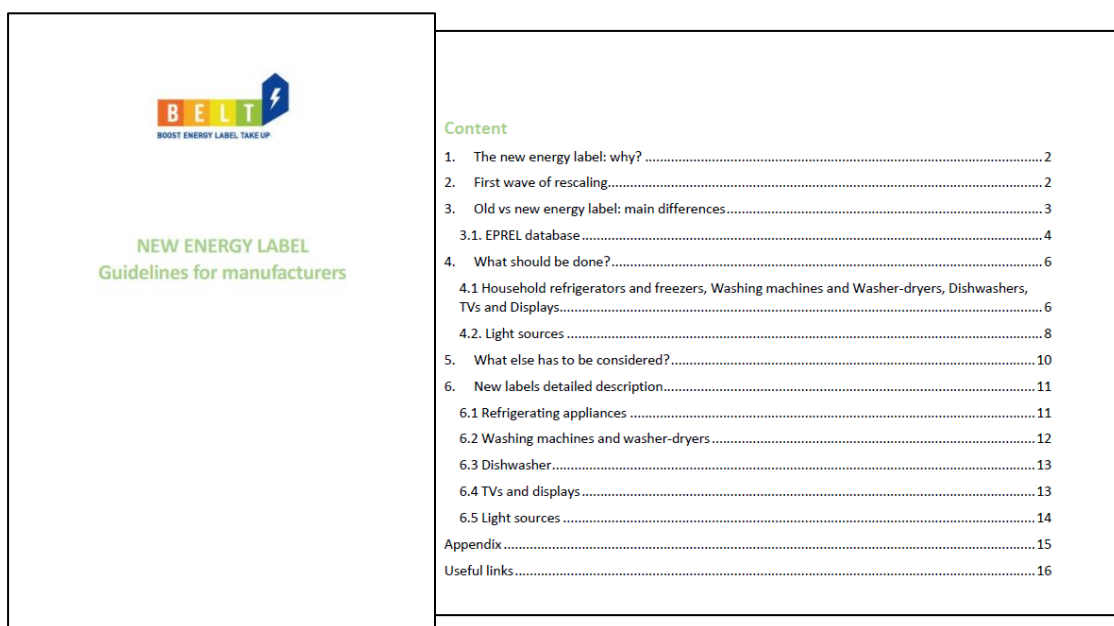 BELT
BOOST ENERGY LABEL TAKE UP
NEW ENERGY LABEL
Guidelines for manufacturers
Content
1. The new energy label: why? ........ 2
2. First wave of rescaling........ 2
3. Old vs new energy label: main differences........ 3
3.1. EPREL database ........ 4
4. What should be done?........ 6
4.1 Household refrigerators and freezers, Washing machines and Washer-dryers, Dishwashers,
TVs and Displays........ 6
4.2. Light sources ........ 8
5. What else has to be considered?........ 10
6. New labels detailed description........ 11
6.1 Refrigerating appliances ........ 11
6.2 Washing machines and washer-dryers ........ 12
6.3 Dishwasher........ 13
6.4 TVs and displays........ 13
6.5 Light sources ........ 14
Appendix ........ 15
Useful links........ 16